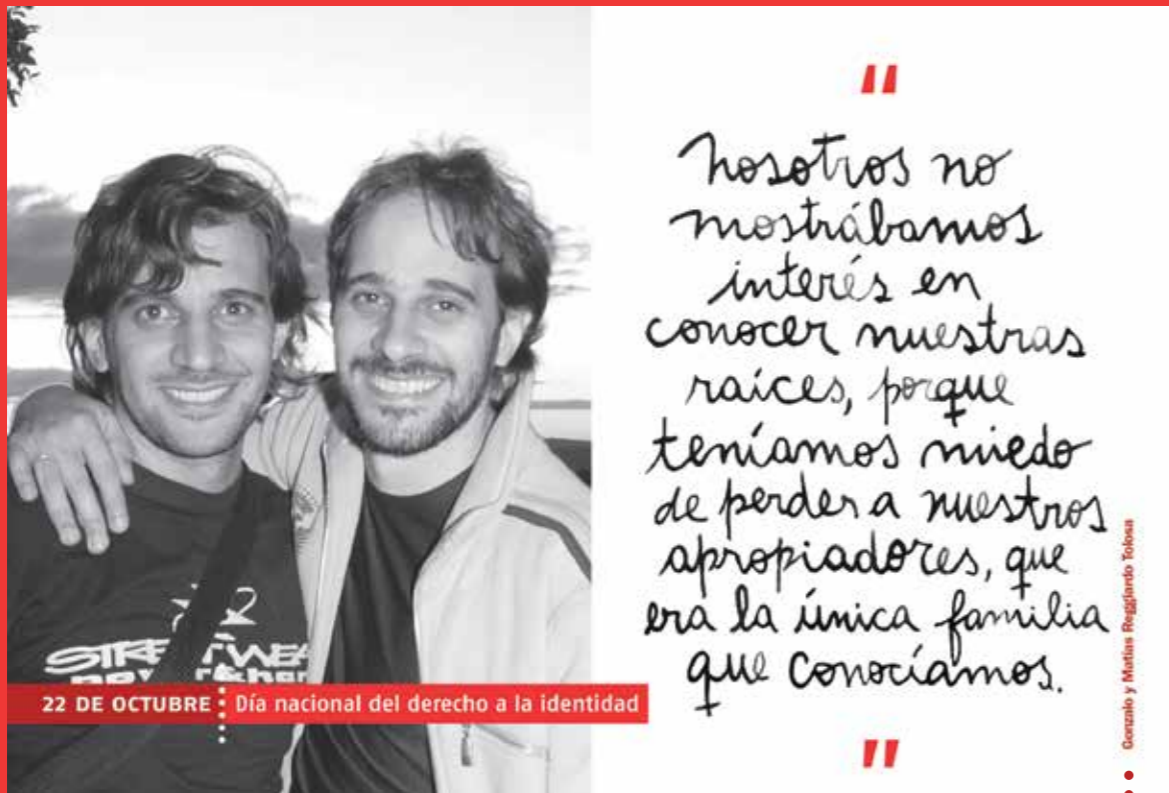 "
nosotros no
mostrábamos
interés en
conocer nuestras
raíces, porque
teníamos miedo
de perder a nuestros
apropiadores, que
era la única familia
que conocíamos.
"
Gonzalo y Matías Reggiardo Tolosa
22 DE OCTUBRE Día nacional del derecho a la identidad
STREETWEA